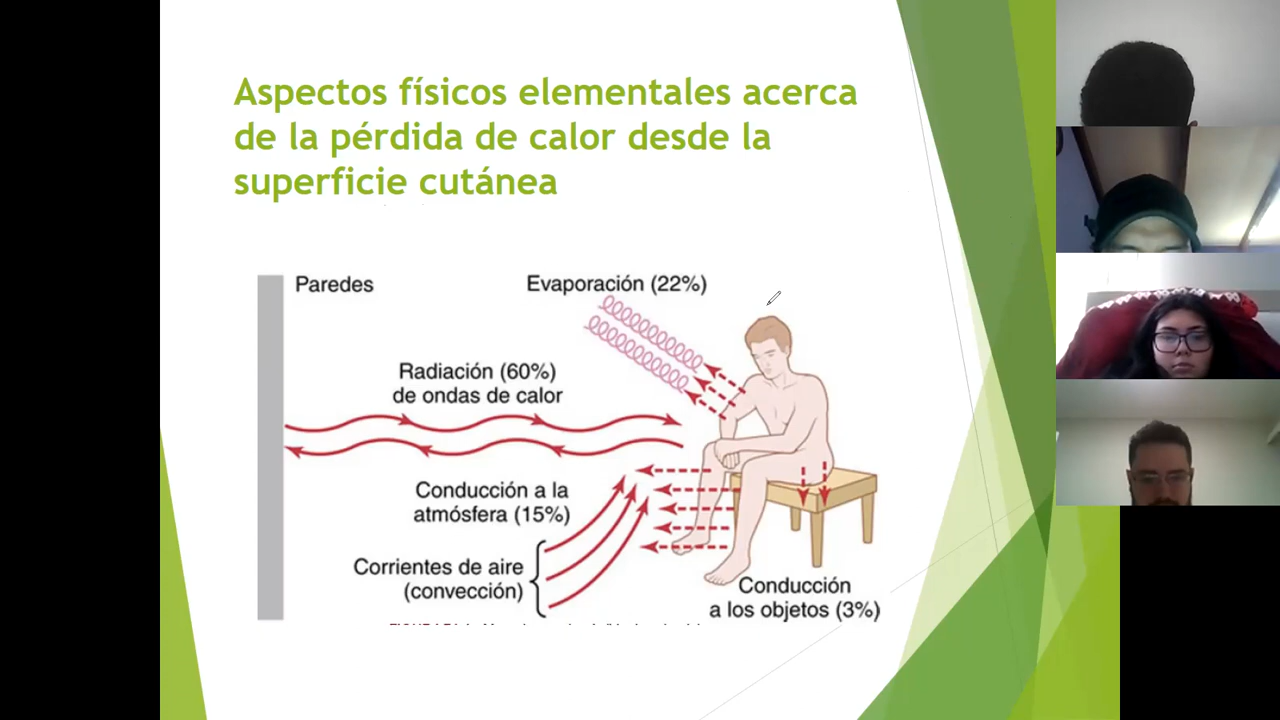 Aspectos físicos elementales acerca
de la pérdida de calor desde la
superficie cutánea
Paredes
Evaporación (22%)
Radiación (60%)
de ondas de calor
Conducción a la
atmósfera (15%)
Corrientes de aire
(convección)
Conducción
a los objetos (3%)